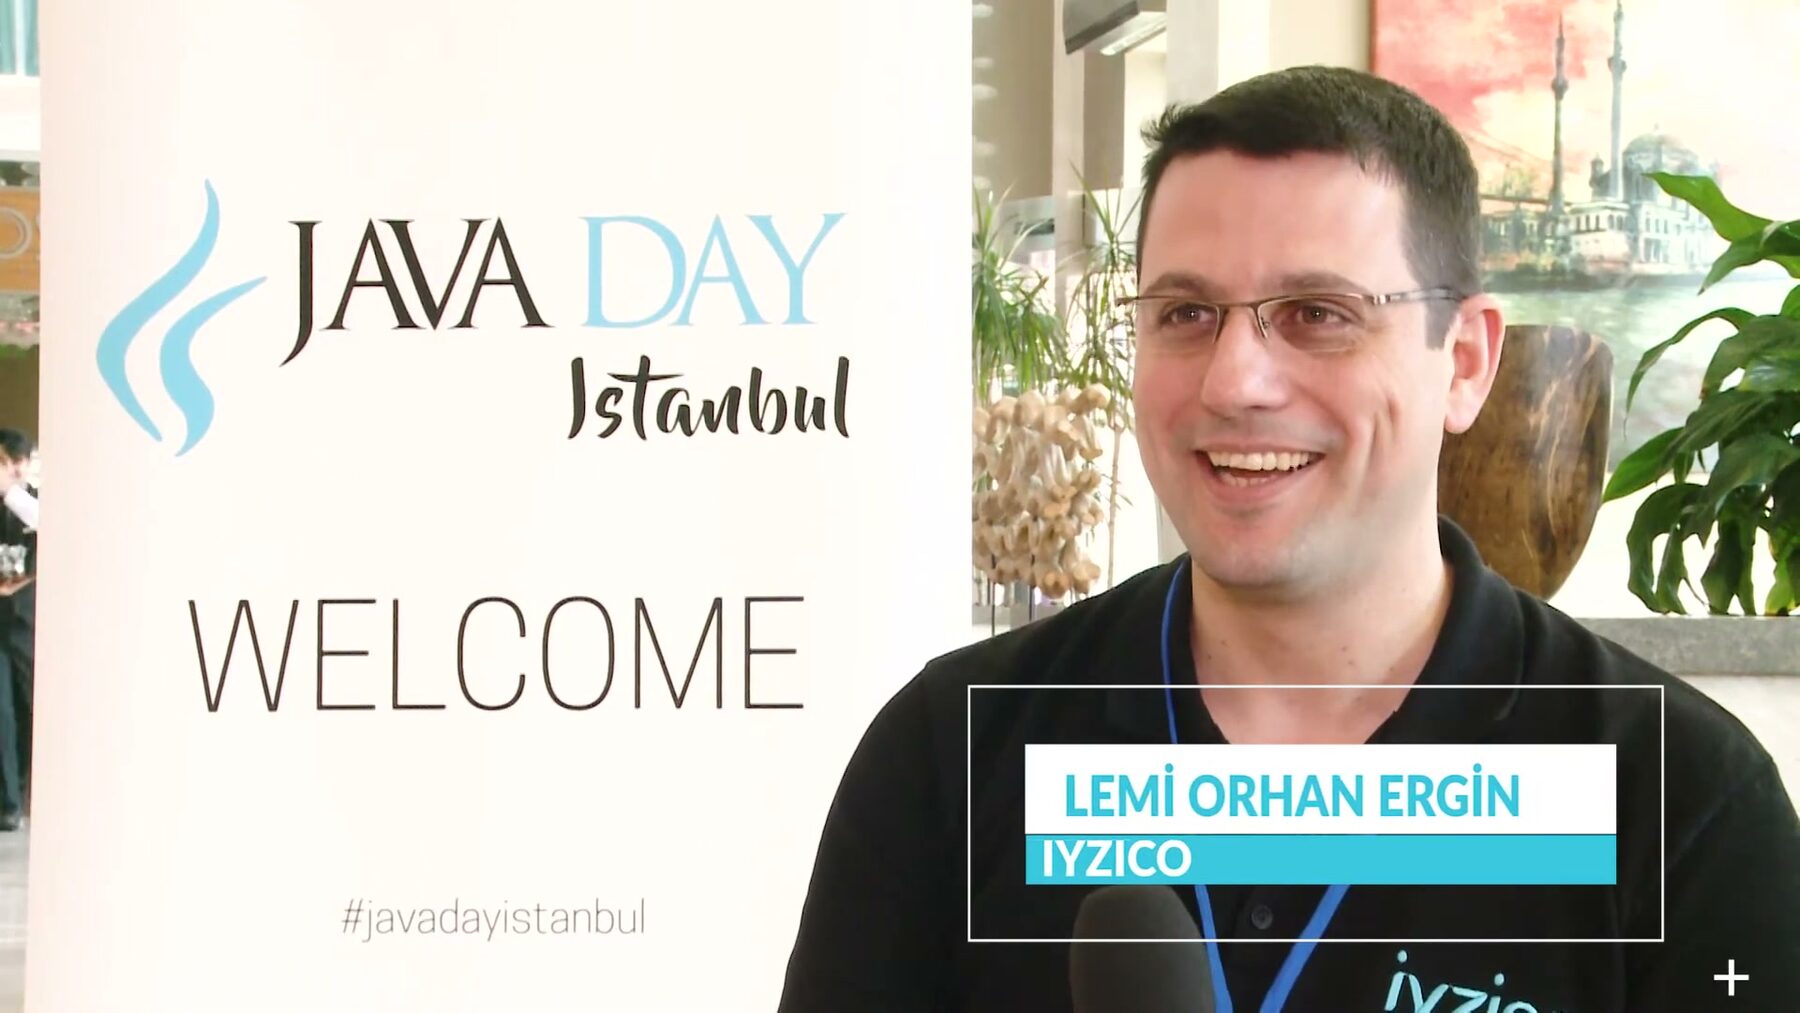 JAVA DAY
Istanbul
WELCOME
#javadayistanbul
LEMİ ORHAN ERGİN
IYZICO
iyzico